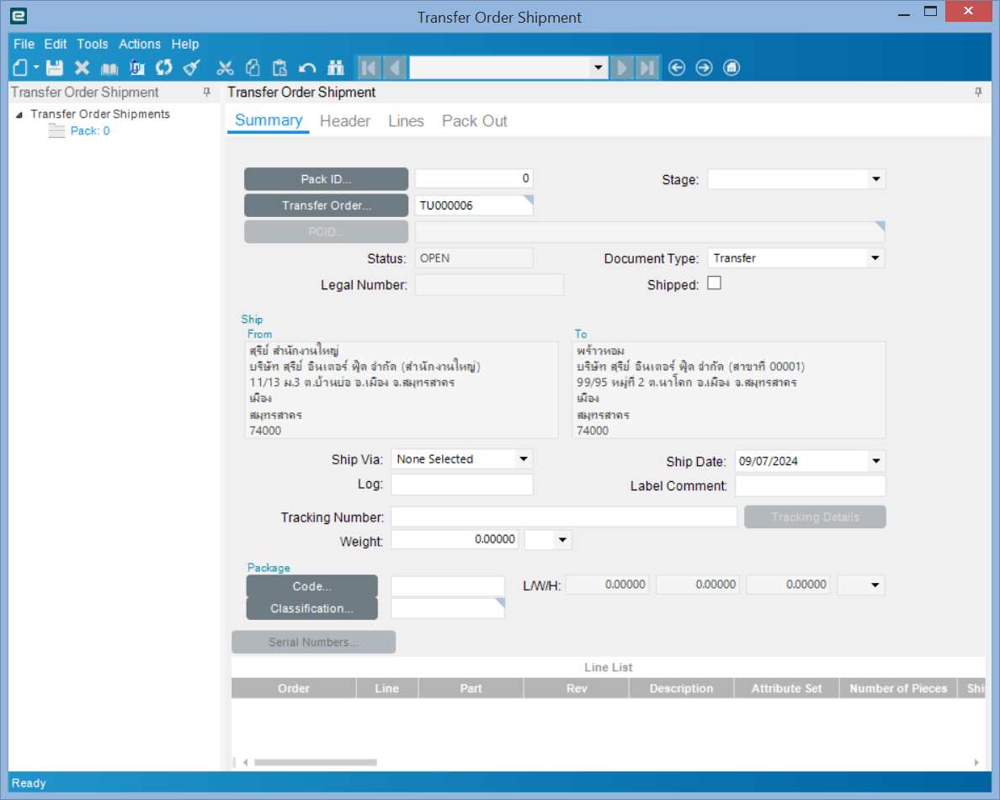 Transfer Order Shipment
File Edit Tools Actions Help
Transfer Order Shipment
Transfer Order Shipments
Pack: 0
Transfer Order Shipment
Summary Header Lines Pack Out
Pack ID... 0 Stage:
Transfer Order... TU000006
PCID...
Status: OPEN Document Type: Transfer
Legal Number: Shipped:
Ship
From
สุรีย์ สำนักงานใหญ่
บริษัท สุรีย์ อินเตอร์ ฟู้ด จำกัด (สำนักงานใหญ่)
11/13 ม.3 ต.บ้านบ่อ อ.เมือง จ.สมุทรสาคร
เมือง
สมุทรสาคร
74000
To
พร้าวหอม
บริษัท สุรีย์ อินเตอร์ ฟู้ด จำกัด (สาขาที่ 00001)
99/95 หมู่ที่ 2 ต.นาโคก อ.เมือง จ.สมุทรสาคร
เมือง
สมุทรสาคร
74000
Ship Via: None Selected Ship Date: 09/07/2024
Log: Label Comment:
Tracking Number: Tracking Details
Weight: 0.00000
Package
Code... L/W/H: 0.00000 0.00000 0.00000
Classification...
Serial Numbers...
Line List
Order Line Part Rev Description Attribute Set Number of Pieces Shi
Ready